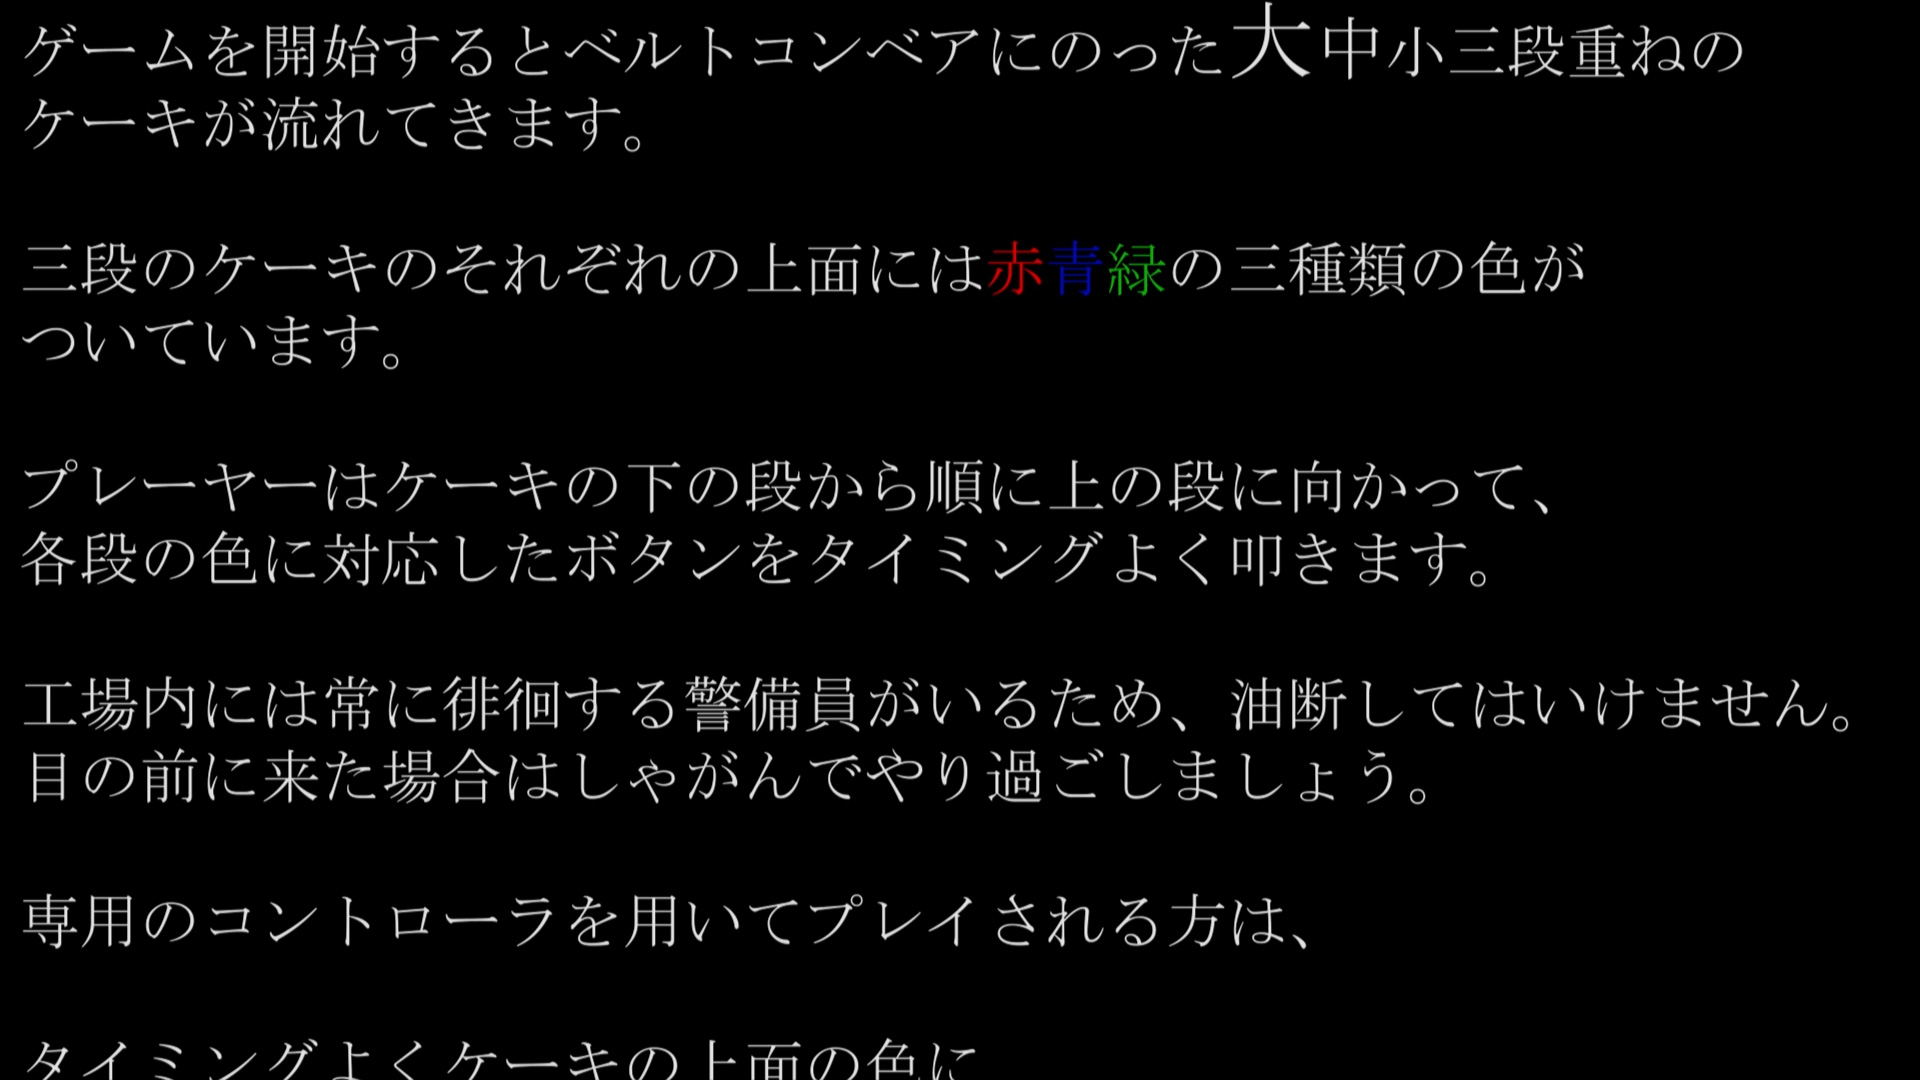 ゲームを開始するとベルトコンベアにのった大中小三段重ねの
ケーキが流れてきます。
三段のケーキのそれぞれの上面には赤青緑の三種類の色が
ついています。
プレーヤーはケーキの下の段から順に上の段に向かって、
各段の色に対応したボタンをタイミングよく叩きます。
工場内には常に徘徊する警備員がいるため、油断してはいけません。
目の前に来た場合はしゃがんでやり過ごしましょう。
専用のコントローラを用いてプレイされる方は、
タイミングよくケーキの上面の色に